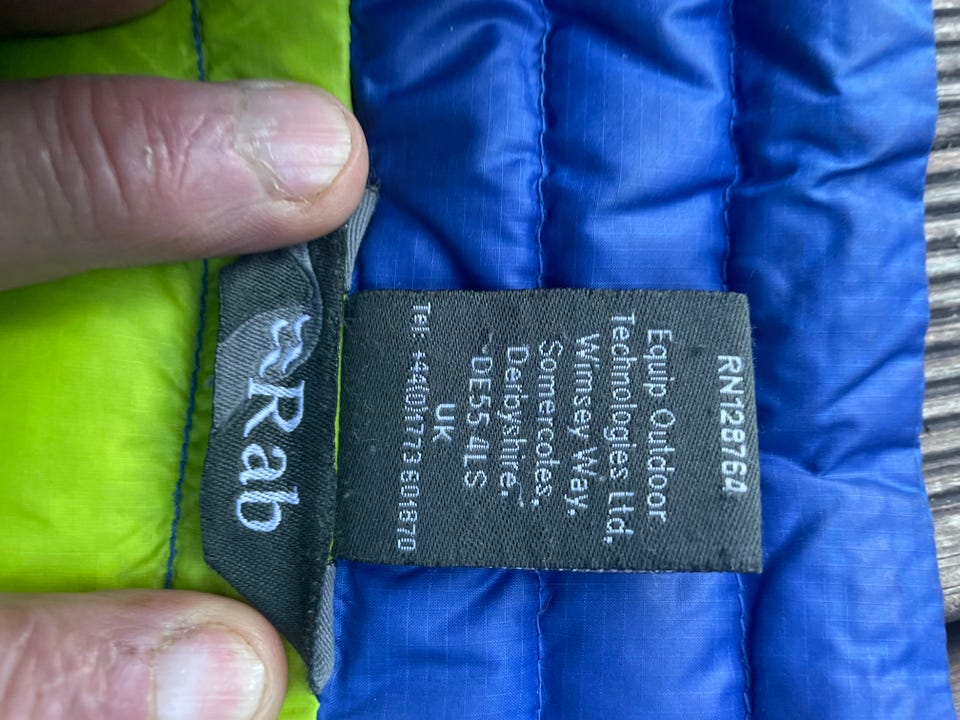 Rab
RN128764
Equip Outdoor
Technologies Ltd,
Wimsey Way,
Somercotes,
Derbyshire,
DE55 4LS
UK
Tel: +44(0)1773 601870